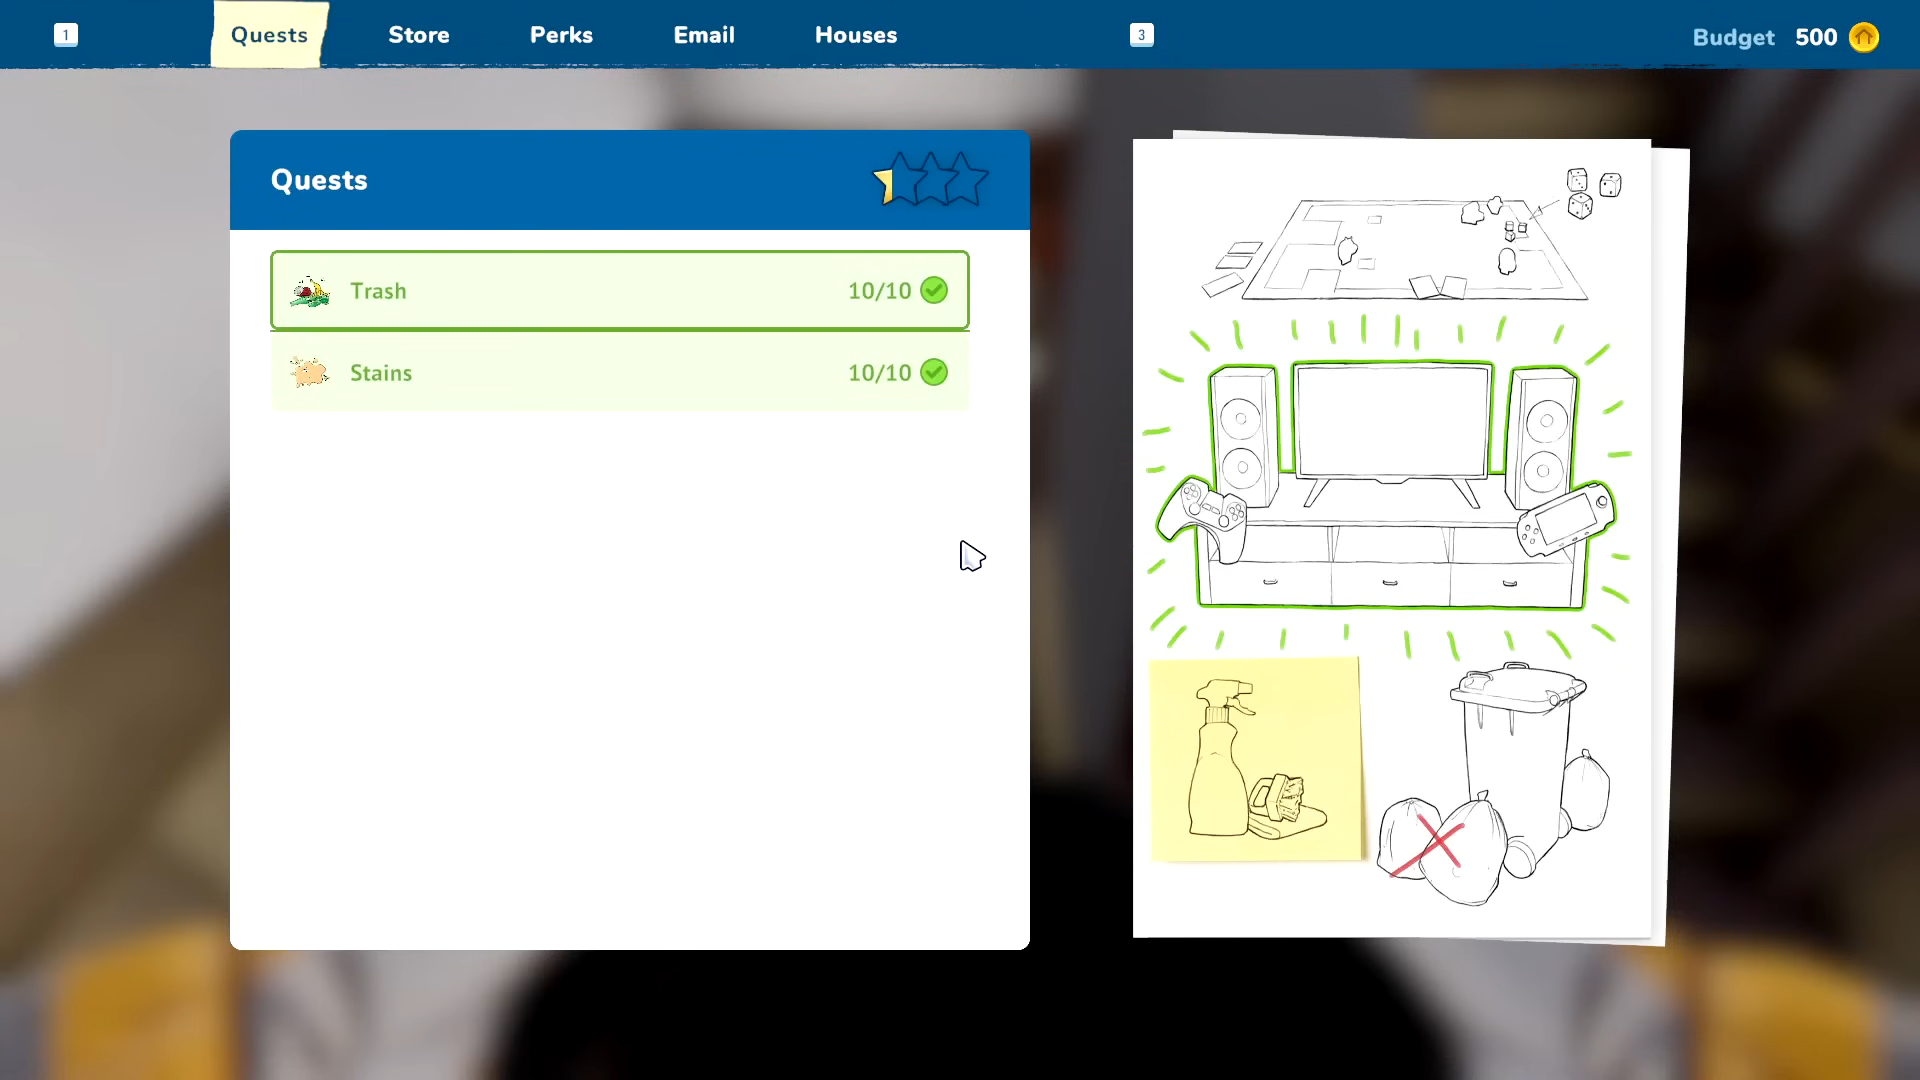 1 Quests Store Perks Email Houses 3 Budget 500
Quests
Trash 10/10
Stains 10/10